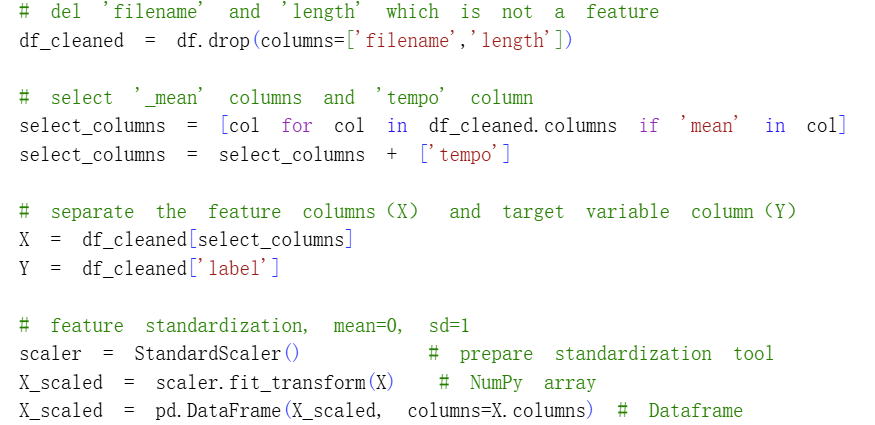 # del 'filename' and 'length' which is not a feature
df_cleaned = df.drop(columns=['filename','length'])
# select '_mean' columns and 'tempo' column
select_columns = [col for col in df_cleaned.columns if 'mean' in col]
select_columns = select_columns + ['tempo']
# separate the feature columns (X) and target variable column (Y)
X = df_cleaned[select_columns]
Y = df_cleaned['label']
# feature standardization, mean=0, sd=1
scaler = StandardScaler() # prepare standardization tool
X_scaled = scaler.fit_transform(X) # NumPy array
X_scaled = pd.DataFrame(X_scaled, columns=X.columns) # Dataframe